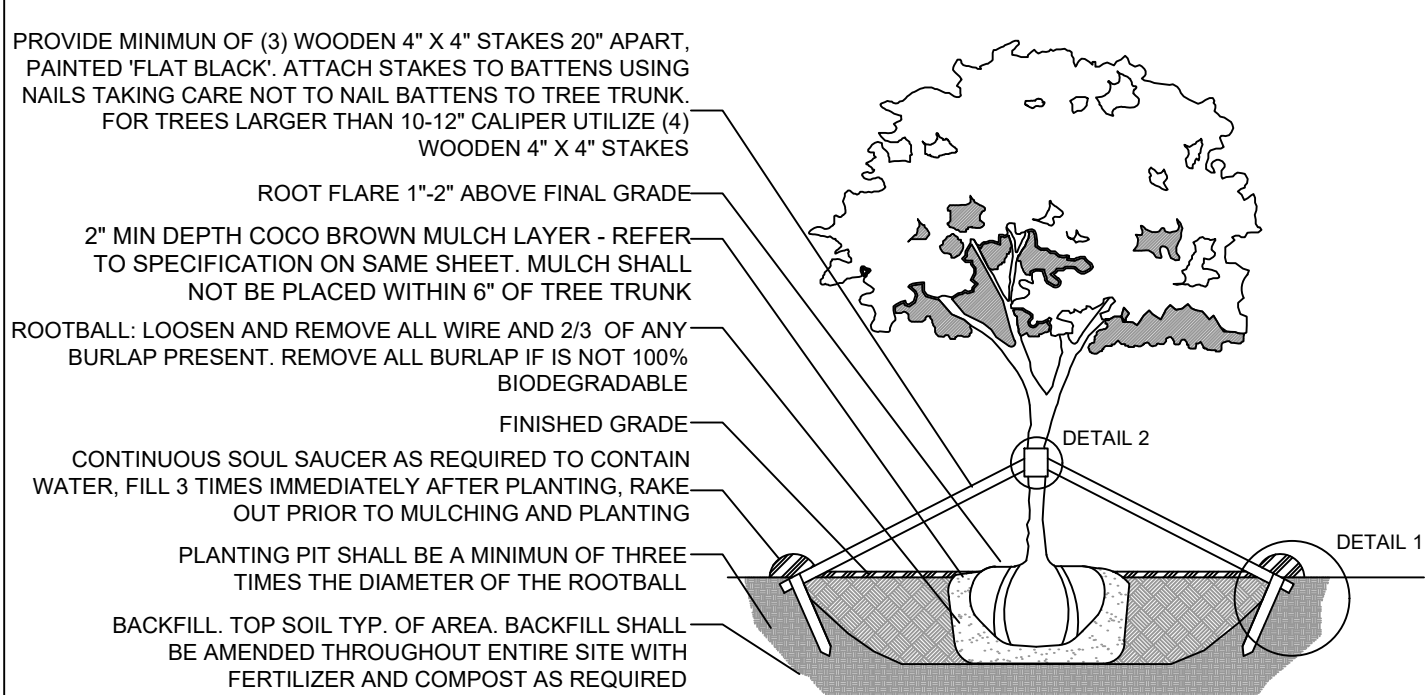 PROVIDE MINIMUN OF (3) WOODEN 4" X 4" STAKES 20" APART,
PAINTED 'FLAT BLACK'. ATTACH STAKES TO BATTENS USING
NAILS TAKING CARE NOT TO NAIL BATTENS TO TREE TRUNK.
FOR TREES LARGER THAN 10-12" CALIPER UTILIZE (4)
WOODEN 4" X 4" STAKES
ROOT FLARE 1"-2" ABOVE FINAL GRADE
2" MIN DEPTH COCO BROWN MULCH LAYER - REFER
TO SPECIFICATION ON SAME SHEET. MULCH SHALL
NOT BE PLACED WITHIN 6" OF TREE TRUNK
ROOTBALL: LOOSEN AND REMOVE ALL WIRE AND 2/3 OF ANY
BURLAP PRESENT. REMOVE ALL BURLAP IF IS NOT 100%
BIODEGRADABLE
FINISHED GRADE
CONTINUOUS SOUL SAUCER AS REQUIRED TO CONTAIN
WATER, FILL 3 TIMES IMMEDIATELY AFTER PLANTING, RAKE
OUT PRIOR TO MULCHING AND PLANTING
PLANTING PIT SHALL BE A MINIMUN OF THREE
TIMES THE DIAMETER OF THE ROOTBALL
BACKFILL. TOP SOIL TYP. OF AREA. BACKFILL SHALL
BE AMENDED THROUGHOUT ENTIRE SITE WITH
FERTILIZER AND COMPOST AS REQUIRED
DETAIL 2
DETAIL 1